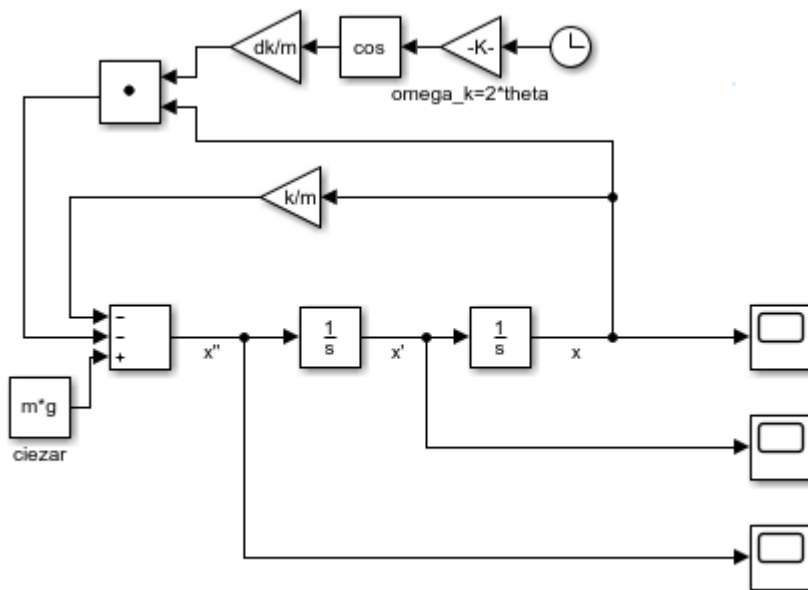 dk/m
cos
-K-
omega_k=2*theta
k/m
−
−
+
x''
1
s
x'
1
s
x
m*g
ciezar